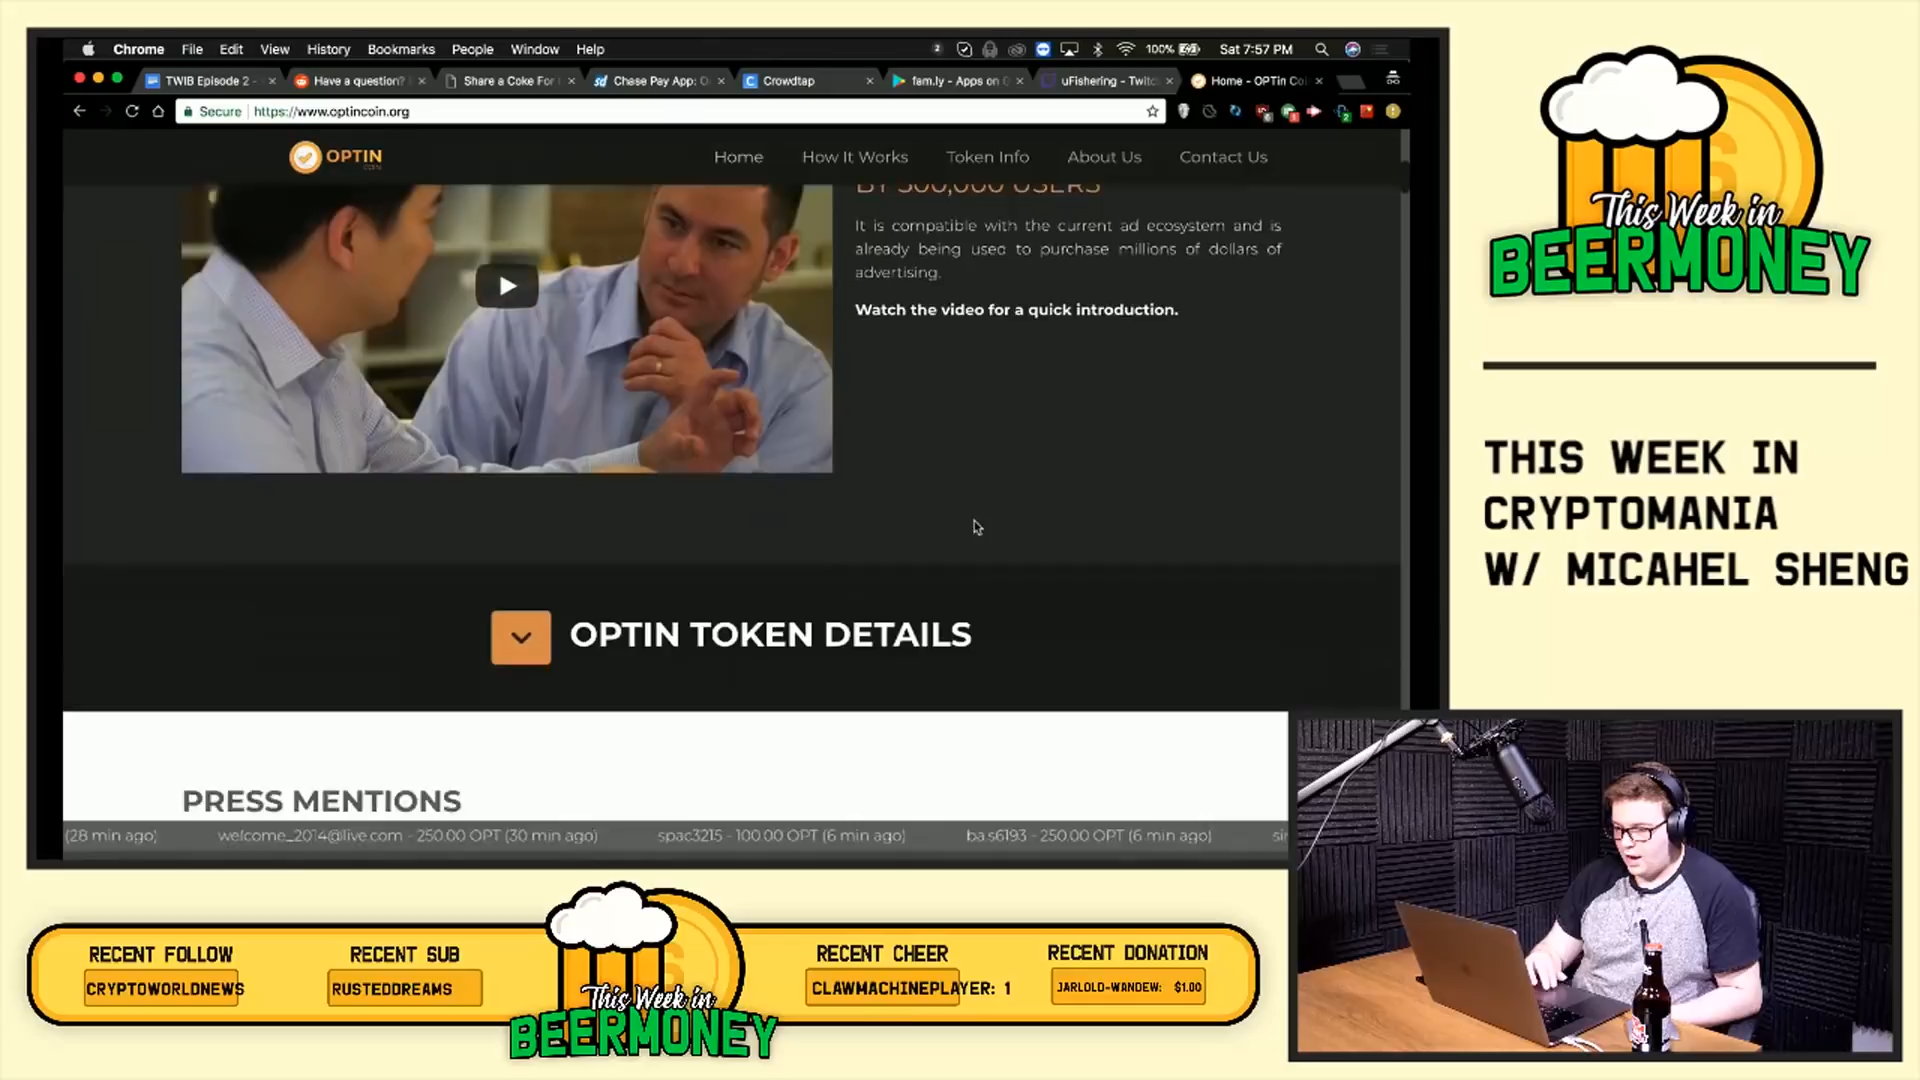 Chrome File Edit View History Bookmarks People Window Help
100% Sat 7:57 PM
TWIB Episode 2 -
Have a question?
Share a Coke For
Chase Pay App: O
Crowdtap
fam.ly - Apps on G
uFishering - Twitc
Home - OPTin Co
Secure https://www.optincoin.org
OPTIN
COIN
Home How It Works Token Info About Us Contact Us
BY 500,000 USERS
It is compatible with the current ad ecosystem and is
already being used to purchase millions of dollars of
advertising.
Watch the video for a quick introduction.
OPTIN TOKEN DETAILS
PRESS MENTIONS
(28 min ago) welcome_2014@live.com - 250.00 OPT (30 min ago) spac3215 - 100.00 OPT (6 min ago) bas6193 - 250.00 OPT (6 min ago)
This Week in
BEERMONEY
THIS WEEK IN
CRYPTOMANIA
W/ MICAHEL SHENG
RECENT FOLLOW
CRYPTOWORLDNEWS
RECENT SUB
RUSTEDDREAMS
This Week in
BEERMONEY
RECENT CHEER
CLAWMACHINEPLAYER: 1
RECENT DONATION
JARLOLD-WANDEW: $1.00